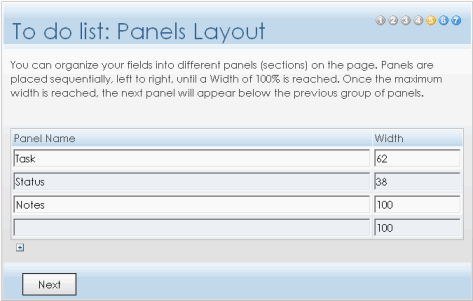 To do list: Panels Layout
1 2 3 4 5 6 7
You can organize your fields into different panels (sections) on the page. Panels are
placed sequentially, left to right, until a Width of 100% is reached. Once the maximum
width is reached, the next panel will appear below the previous group of panels.
Panel Name Width
Task 62
Status 38
Notes 100
100
Next